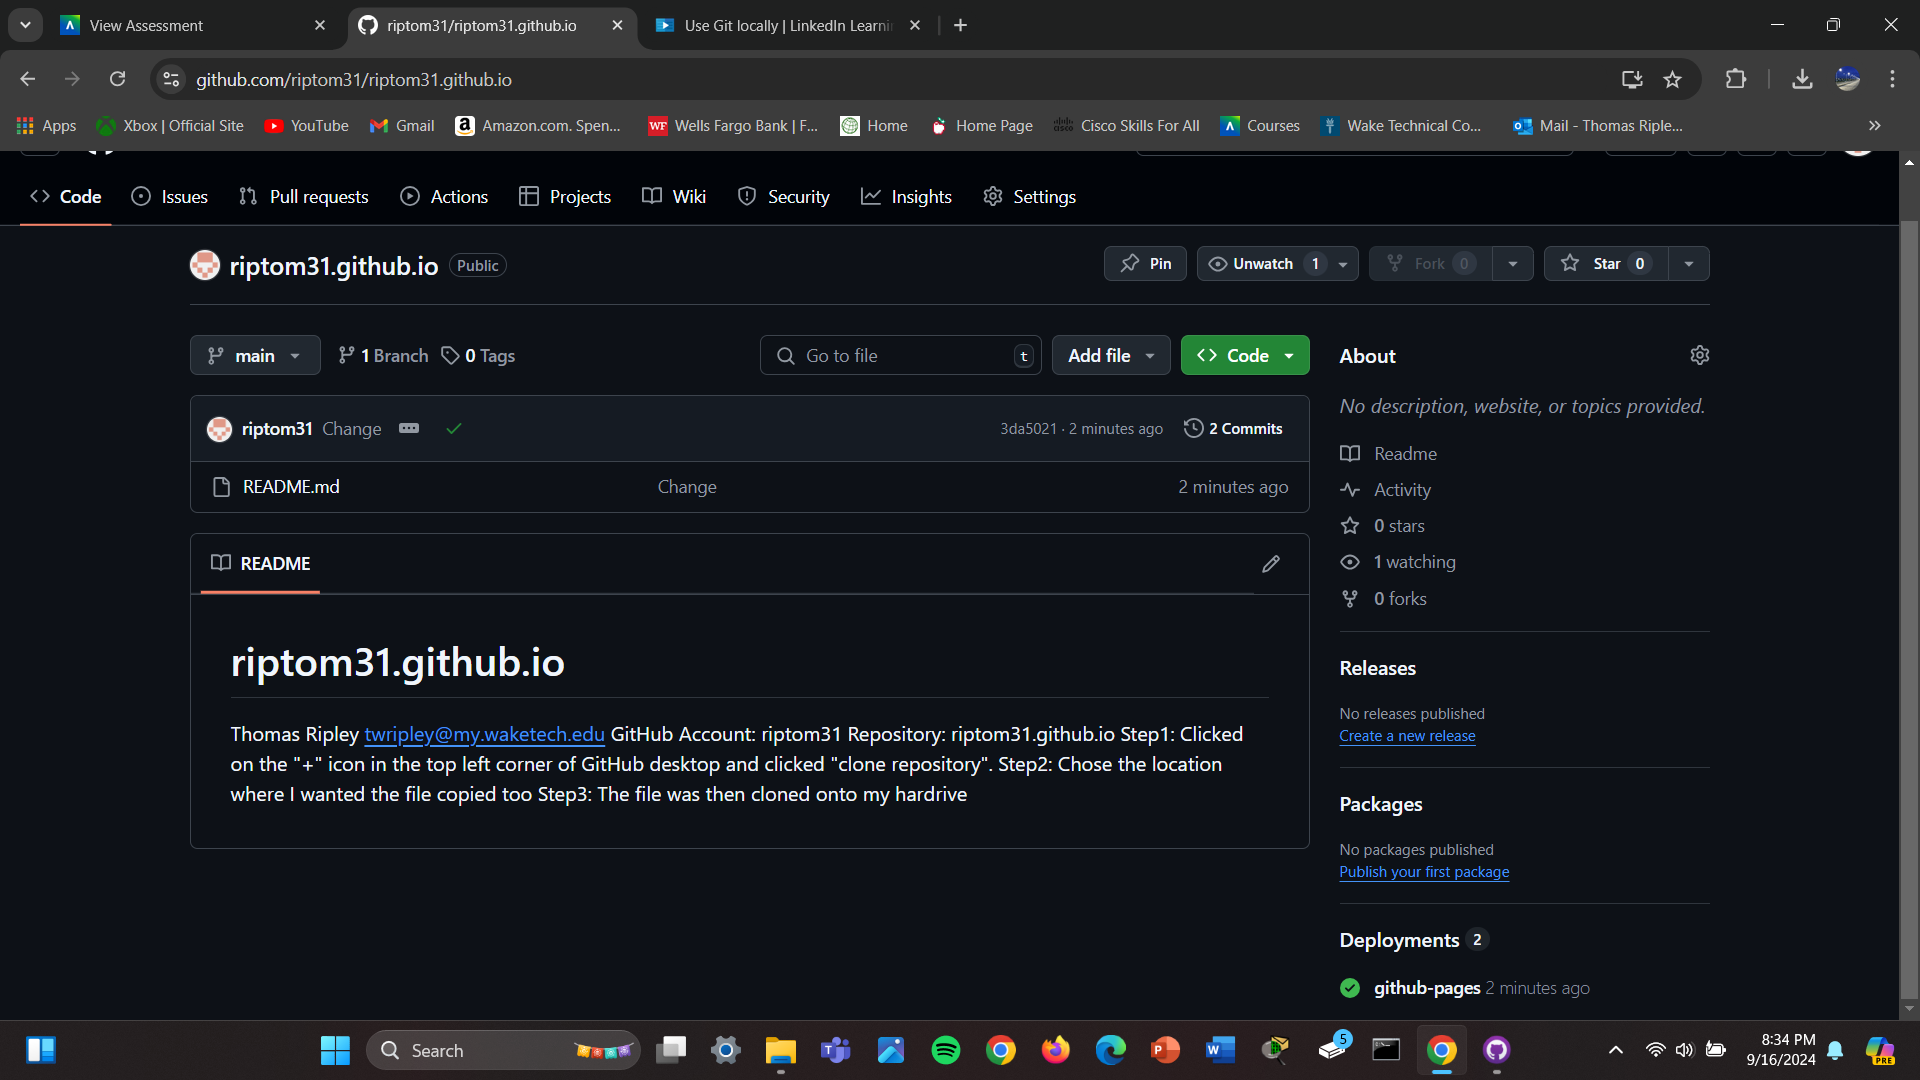 View Assessment
riptom31/riptom31.github.io
Use Git locally | LinkedIn Learni
github.com/riptom31/riptom31.github.io
Apps
Xbox | Official Site
YouTube
Gmail
Amazon.com. Spen...
WF Wells Fargo Bank | F...
Home
Home Page
Cisco Skills For All
Courses
Wake Technical Co...
Mail - Thomas Riple...
Code
Issues
Pull requests
Actions
Projects
Wiki
Security
Insights
Settings
riptom31.github.io Public
Pin
Unwatch 1
Fork 0
Star 0
main
1 Branch
0 Tags
Go to file t
Add file
Code
riptom31 Change
3da5021 · 2 minutes ago
2 Commits
README.md
Change
2 minutes ago
README
riptom31.github.io
Thomas Ripley twripley@my.waketech.edu GitHub Account: riptom31 Repository: riptom31.github.io Step1: Clicked
on the "+" icon in the top left corner of GitHub desktop and clicked "clone repository". Step2: Chose the location
where I wanted the file copied too Step3: The file was then cloned onto my hardrive
About
No description, website, or topics provided.
Readme
Activity
0 stars
1 watching
0 forks
Releases
No releases published
Create a new release
Packages
No packages published
Publish your first package
Deployments 2
github-pages 2 minutes ago
Search
5
8:34 PM
9/16/2024
PRE